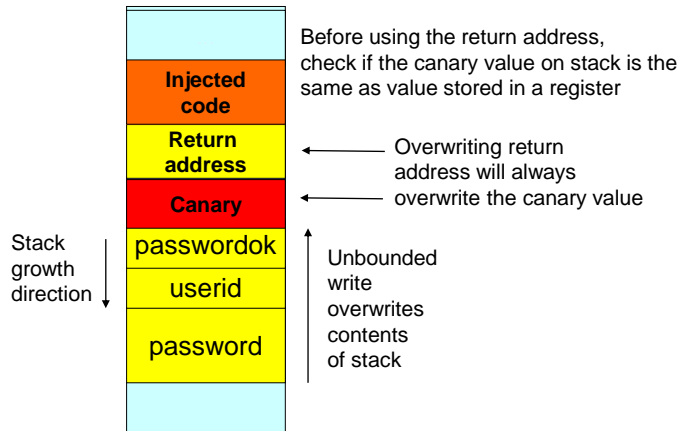 Before using the return address,
check if the canary value on stack is the
same as value stored in a register
Injected
code
Return
address
Overwriting return
address will always
overwrite the canary value
Canary
Stack
growth
direction
passwordok
userid
password
Unbounded
write
overwrites
contents
of stack